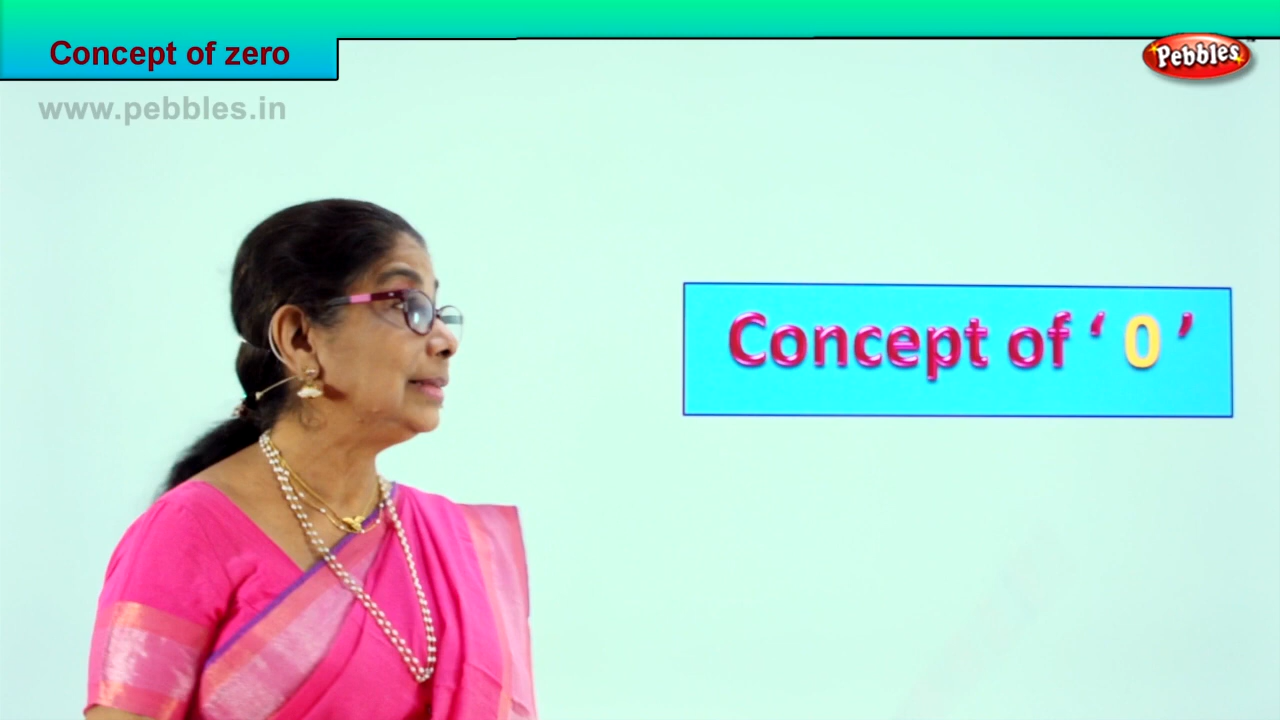 Concept of zero
Pebbles
www.pebbles.in
Concept of ‘ 0 ’